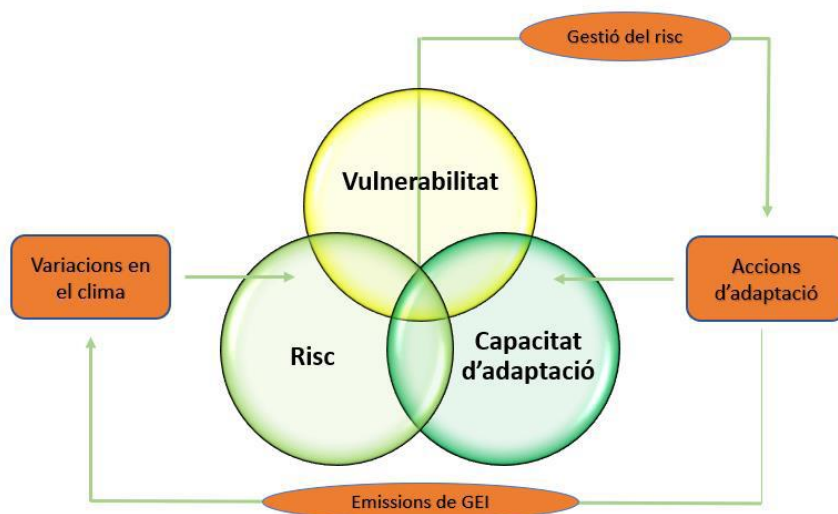 Gestió del risc
Vulnerabilitat
Variacions en
el clima
Accions
d’adaptació
Risc
Capacitat
d’adaptació
Emissions de GEI